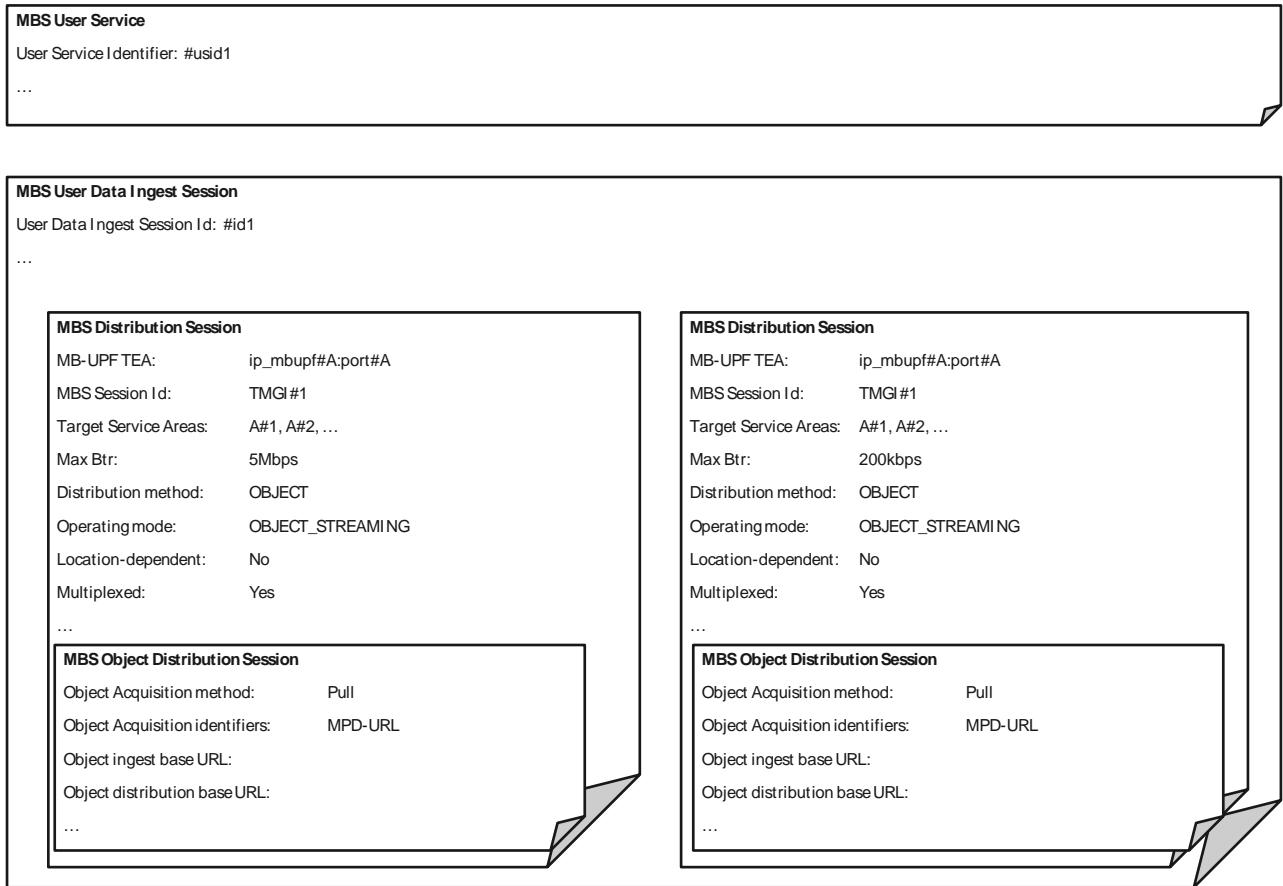 MBS User Service
User Service Identifier: #usid1
…
MBS User Data Ingest Session
User Data Ingest Session Id: #id1
…
MBS Distribution Session
MB-UPF TEA: ip_mbupf#A:port#A
MBS Session Id: TMGI#1
Target Service Areas: A#1, A#2, …
Max Btr: 5Mbps
Distribution method: OBJECT
Operating mode: OBJECT_STREAMING
Location-dependent: No
Multiplexed: Yes
…
MBS Object Distribution Session
Object Acquisition method: Pull
Object Acquisition identifiers: MPD-URL
Object ingest base URL:
Object distribution base URL:
…
MBS Distribution Session
MB-UPF TEA: ip_mbupf#A:port#A
MBS Session Id: TMGI#1
Target Service Areas: A#1, A#2, …
Max Btr: 200kbps
Distribution method: OBJECT
Operating mode: OBJECT_STREAMING
Location-dependent: No
Multiplexed: Yes
…
MBS Object Distribution Session
Object Acquisition method: Pull
Object Acquisition identifiers: MPD-URL
Object ingest base URL:
Object distribution base URL:
…